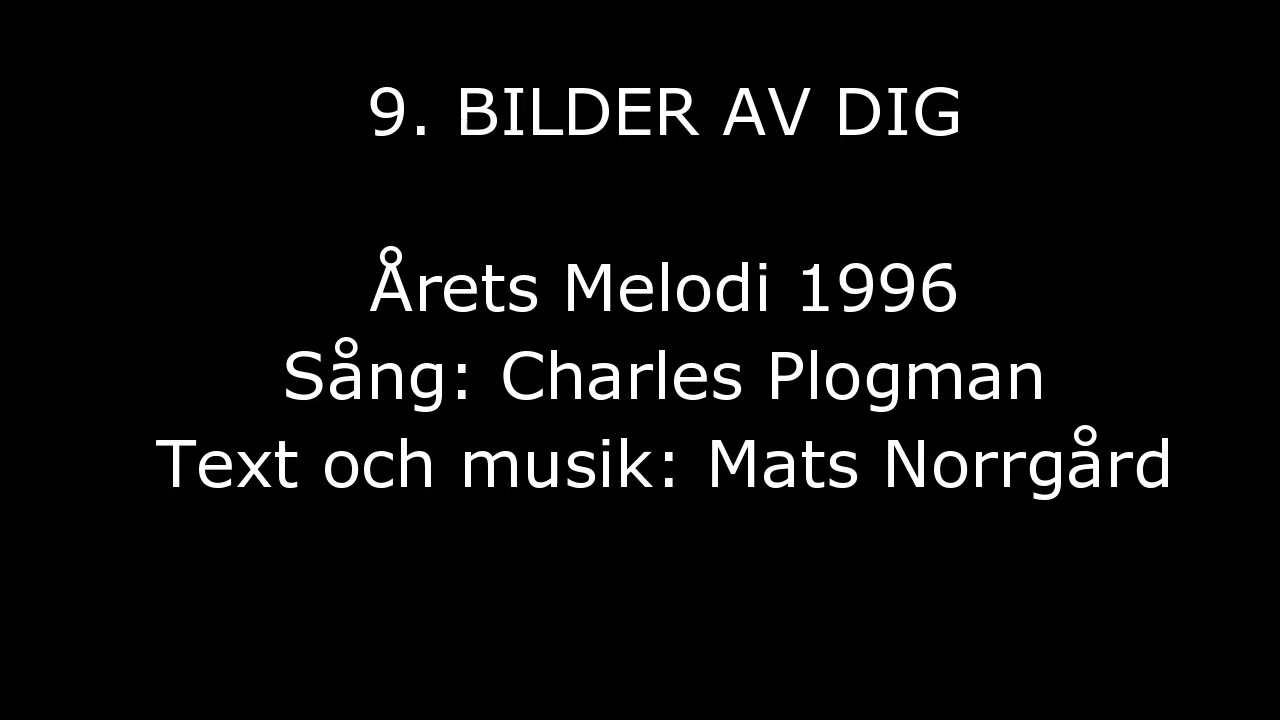 9. BILDER AV DIG
Årets Melodi 1996
Sång: Charles Plogman
Text och musik: Mats Norrgård